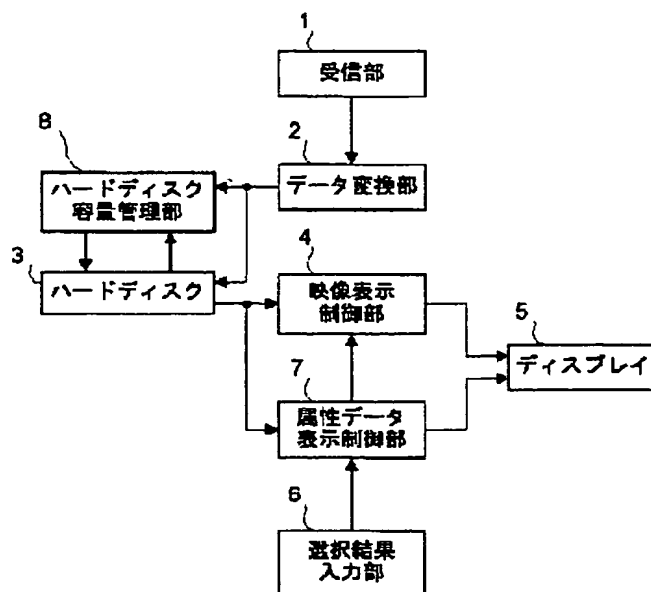 1
受信部
2
データ変換部
8
ハードディスク
容量管理部
3
ハードディスク
4
映像表示
制御部
5
ディスプレイ
7
属性データ
表示制御部
6
選択結果
入力部